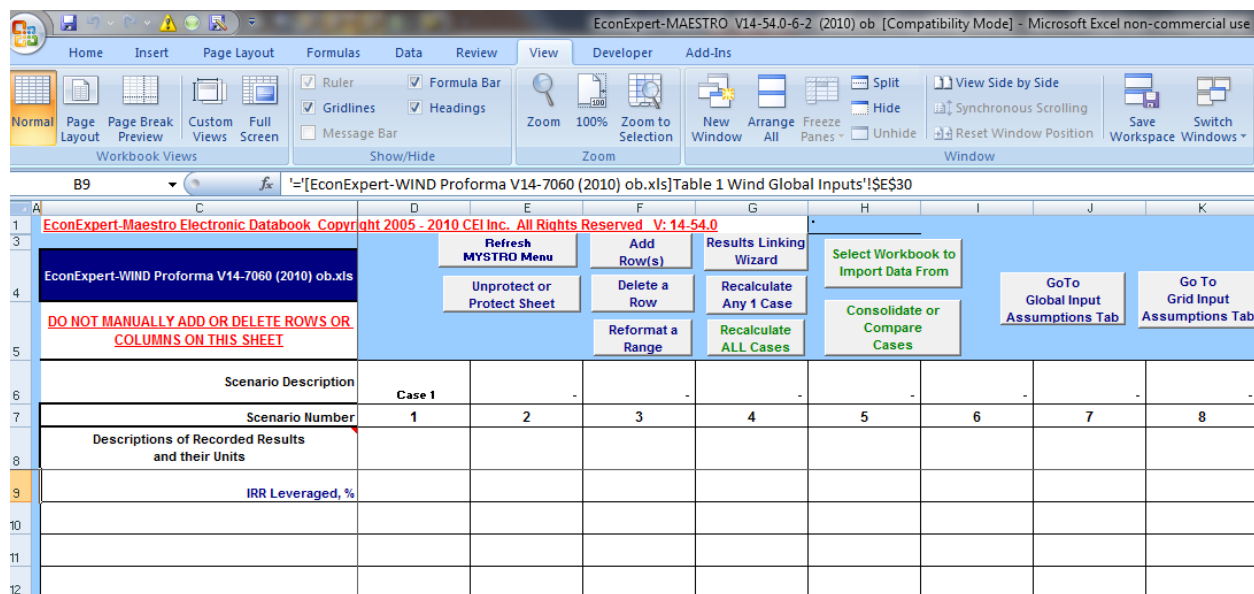 EconExpert-MAESTRO V14-54.0-6-2 (2010) ob [Compatibility Mode] - Microsoft Excel non-commercial use
Home Insert Page Layout Formulas Data Review View Developer Add-Ins
Normal
Page Layout
Page Break Preview
Custom Views
Full Screen
Workbook Views
Ruler
Formula Bar
Gridlines
Headings
Message Bar
Show/Hide
Zoom
100%
Zoom to Selection
Zoom
New Window
Arrange All
Freeze Panes
Split
Hide
Unhide
View Side by Side
Synchronous Scrolling
Reset Window Position
Save Workspace
Switch Windows
Window
B9 fx '='[EconExpert-WIND Proforma V14-7060 (2010) ob.xls]Table 1 Wind Global Inputs'!$E$30
A C D E F G H I J K
1 EconExpert-Maestro Electronic Databook Copyright 2005 - 2010 CEI Inc. All Rights Reserved V: 14-54.0
3
4 EconExpert-WIND Proforma V14-7060 (2010) ob.xls
Refresh
MYSTRO Menu
Add
Row(s)
Results Linking
Wizard
Select Workbook to
Import Data From
Unprotect or
Protect Sheet
Delete a
Row
Recalculate
Any 1 Case
GoTo
Global Input
Assumptions Tab
Go To
Grid Input
Assumptions Tab
5 DO NOT MANUALLY ADD OR DELETE ROWS OR
COLUMNS ON THIS SHEET
Reformat a
Range
Recalculate
ALL Cases
Consolidate or
Compare
Cases
6 Scenario Description Case 1 - - - - - - -
7 Scenario Number 1 2 3 4 5 6 7 8
8 Descriptions of Recorded Results
and their Units
9 IRR Leveraged, %
10
11
12